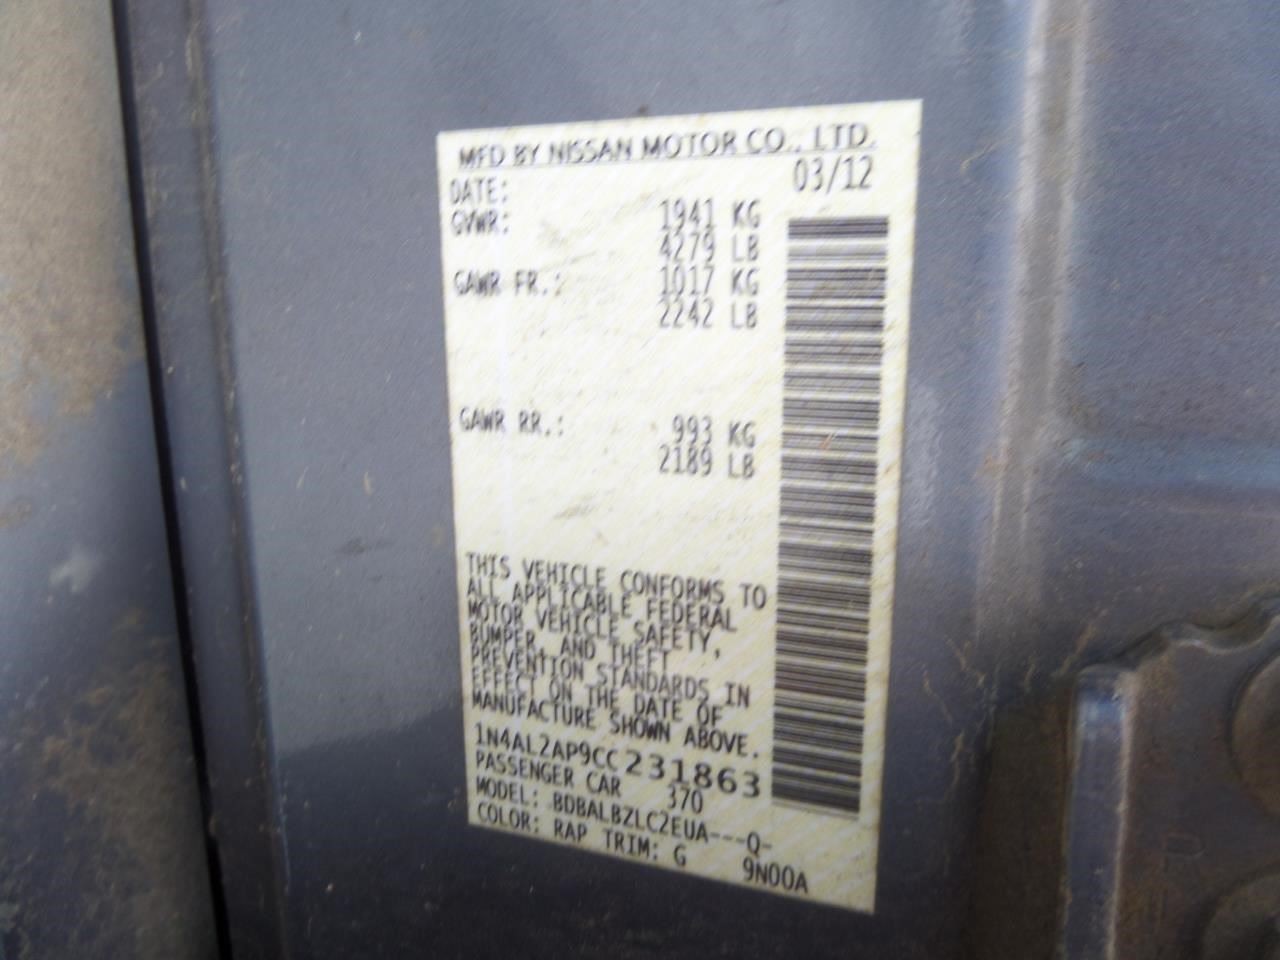 MFD BY NISSAN MOTOR CO., LTD.
DATE: 03/12
GVWR: 1941 KG
4279 LB
GAWR FR.: 1017 KG
2242 LB
GAWR RR.: 993 KG
2189 LB
THIS VEHICLE CONFORMS TO
ALL APPLICABLE FEDERAL
MOTOR VEHICLE SAFETY,
BUMPER, AND THEFT
PREVENTION STANDARDS IN
EFFECT ON THE DATE OF
MANUFACTURE SHOWN ABOVE.
1N4AL2AP9CC231863
PASSENGER CAR 370
MODEL: BDBALBZLC2EUA---Q-
COLOR: RAP TRIM: G 9N00A